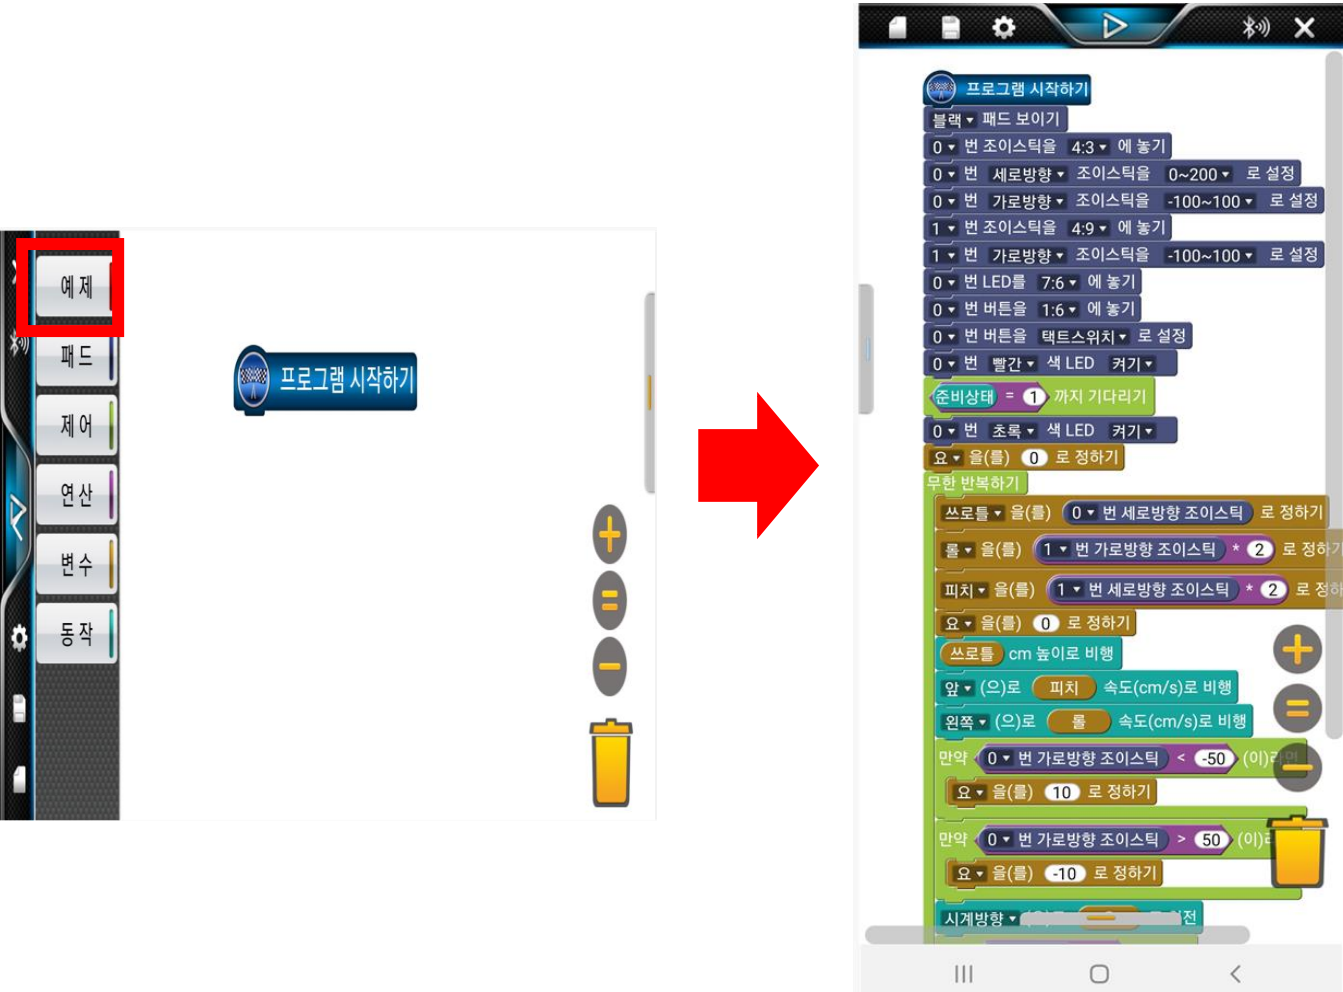 예제
패드
제어
연산
변수
동작
프로그램 시작하기
프로그램 시작하기
블랙 패드 보이기
0 번 조이스틱을 4:3 에 놓기
0 번 세로방향 조이스틱을 0~200 로 설정
0 번 가로방향 조이스틱을 -100~100 로 설정
1 번 조이스틱을 4:9 에 놓기
1 번 가로방향 조이스틱을 -100~100 로 설정
0 번 LED를 7:6 에 놓기
0 번 버튼을 1:6 에 놓기
0 번 버튼을 택트스위치 로 설정
0 번 빨간 색 LED 켜기
준비상태 = 1 까지 기다리기
0 번 초록 색 LED 켜기
요 을(를) 0 로 정하기
무한 반복하기
쓰로틀 을(를) 0 번 세로방향 조이스틱 로 정하기
롤 을(를) 1 번 가로방향 조이스틱 * 2 로 정하기
피치 을(를) 1 번 세로방향 조이스틱 * 2 로 정하
요 을(를) 0 로 정하기
쓰로틀 cm 높이로 비행
앞 (으)로 피치 속도(cm/s)로 비행
왼쪽 (으)로 롤 속도(cm/s)로 비행
만약 0 번 가로방향 조이스틱 < -50 (이)라면
요 을(를) 10 로 정하기
만약 0 번 가로방향 조이스틱 > 50 (이)라
요 을(를) -10 로 정하기
시계방향 전